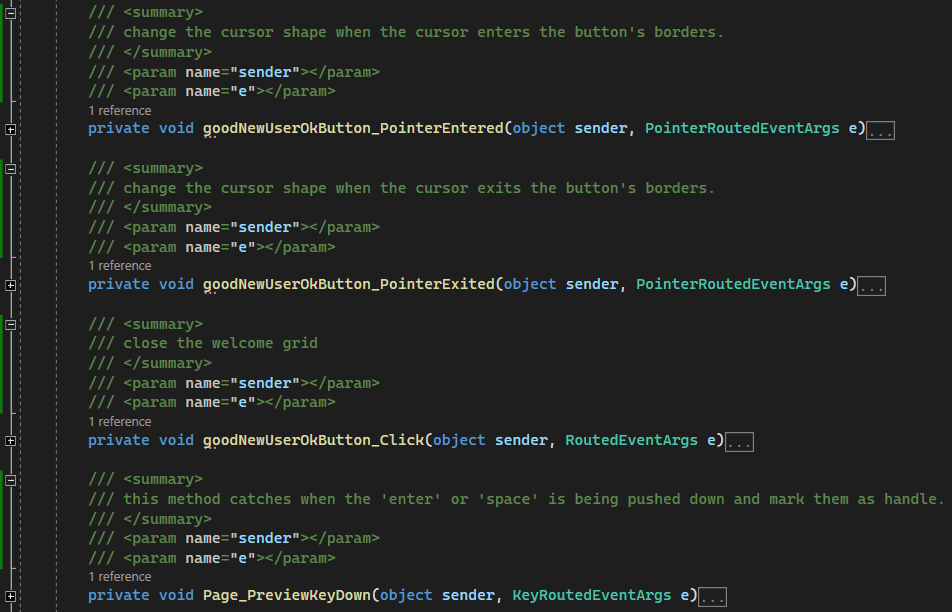 /// <summary>
/// change the cursor shape when the cursor enters the button's borders.
/// </summary>
/// <param name="sender"></param>
/// <param name="e"></param>
1 reference
private void goodNewUserOkButton_PointerEntered(object sender, PointerRoutedEventArgs e)...
/// <summary>
/// change the cursor shape when the cursor exits the button's borders.
/// </summary>
/// <param name="sender"></param>
/// <param name="e"></param>
1 reference
private void goodNewUserOkButton_PointerExited(object sender, PointerRoutedEventArgs e)...
/// <summary>
/// close the welcome grid
/// </summary>
/// <param name="sender"></param>
/// <param name="e"></param>
1 reference
private void goodNewUserOkButton_Click(object sender, RoutedEventArgs e)...
/// <summary>
/// this method catches when the 'enter' or 'space' is being pushed down and mark them as handle.
/// </summary>
/// <param name="sender"></param>
/// <param name="e"></param>
1 reference
private void Page_PreviewKeyDown(object sender, KeyRoutedEventArgs e)...